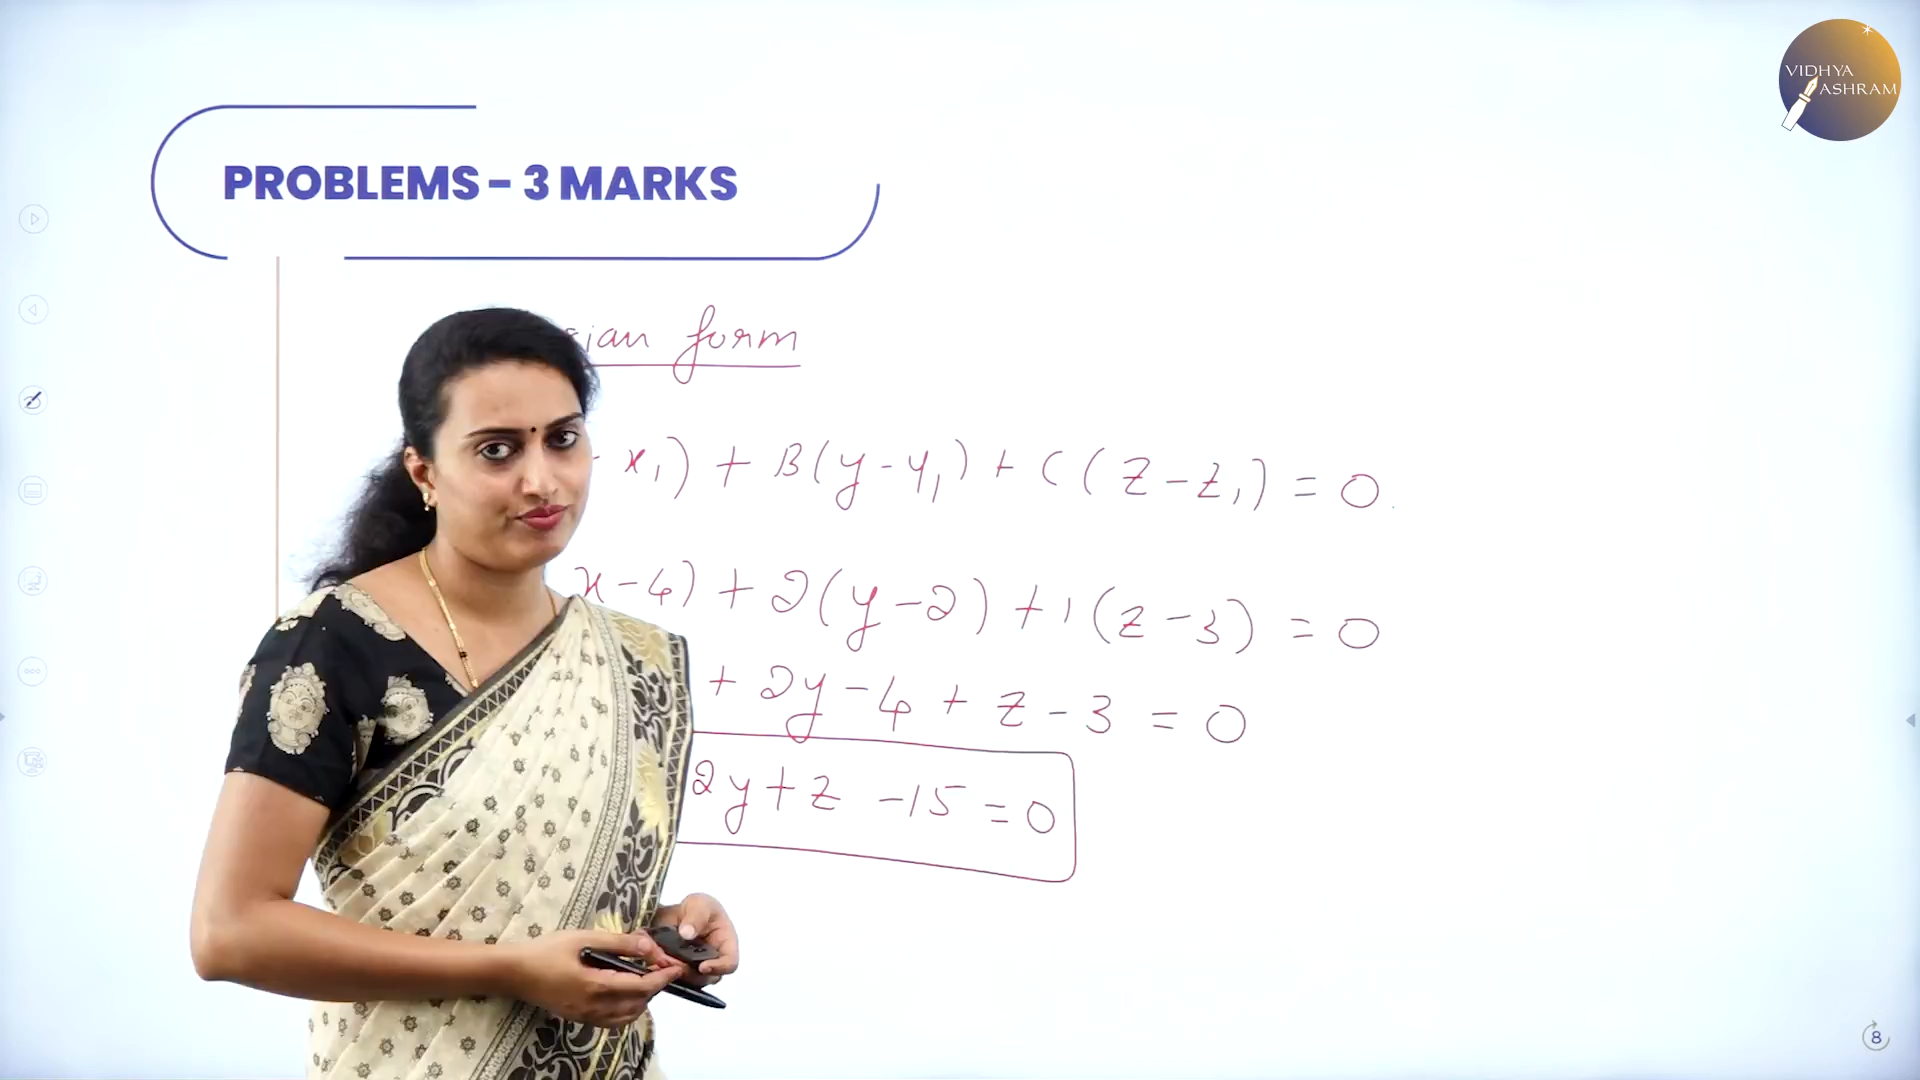 VIDHYA
ASHRAM
PROBLEMS - 3 MARKS
form
x₁) + B(y - y₁) + C(z - z₁) = 0.
x - 4) + 2(y - 2) + 1(z - 3) = 0
+ 2y - 4 + z - 3 = 0
2y + z - 15 = 0
8